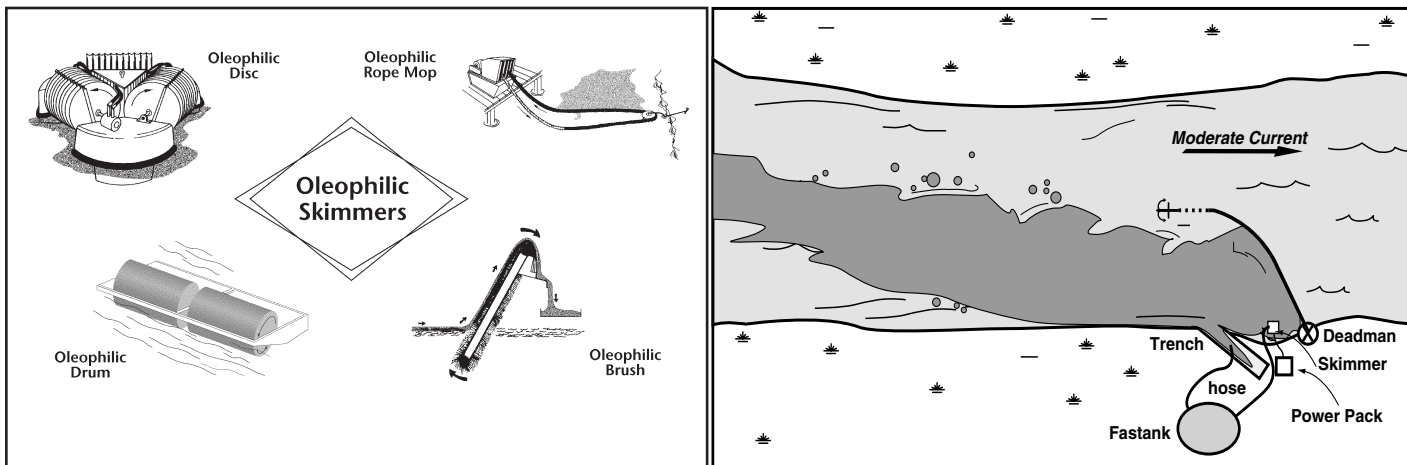 Oleophilic
Disc
Oleophilic
Rope Mop
Oleophilic
Skimmers
Oleophilic
Drum
Oleophilic
Brush
Moderate Current
Trench
Deadman
Skimmer
hose
Power Pack
Fastank